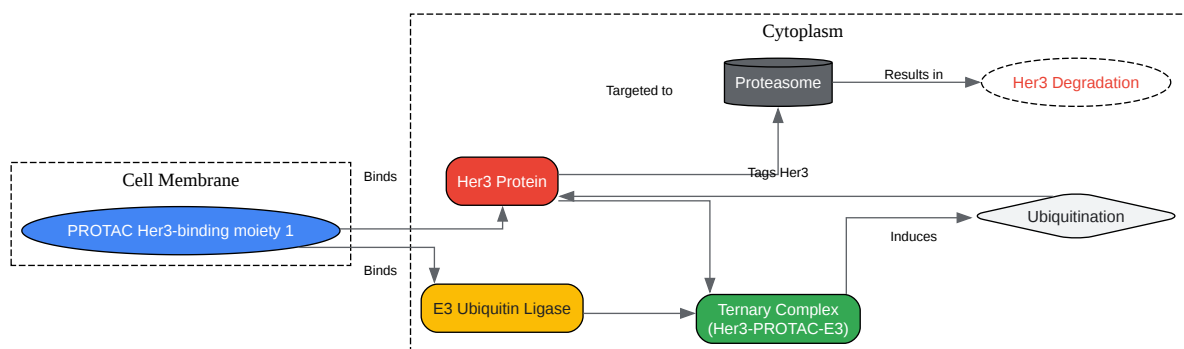 Cytoplasm
Proteasome
Results in
Her3 Degradation
Targeted to
Cell Membrane
Binds
Her3 Protein
Tags Her3
PROTAC Her3-binding moiety 1
Ubiquitination
Induces
Binds
E3 Ubiquitin Ligase
Ternary Complex
(Her3-PROTAC-E3)